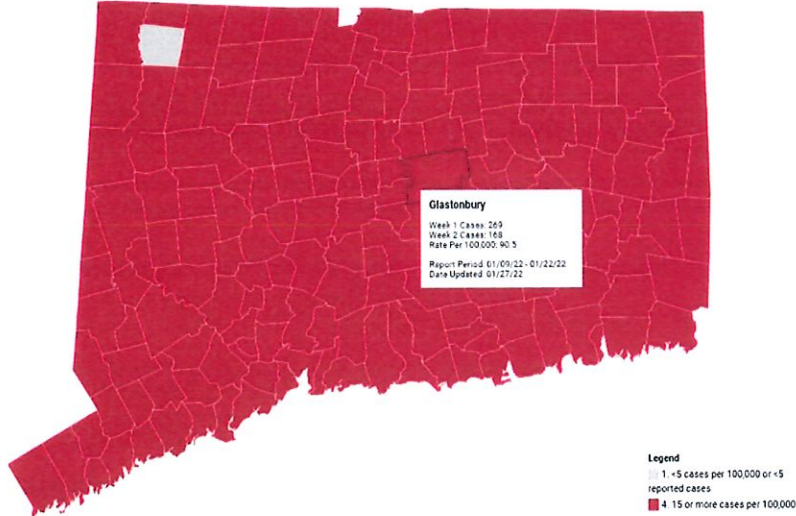 Glastonbury
Week 1 Cases: 269
Week 2 Cases: 168
Rate Per 100,000: 90.5
Report Period: 01/09/22 - 01/22/22
Date Updated: 01/27/22
Legend
1. <5 cases per 100,000 or <5
reported cases
4. 15 or more cases per 100,000